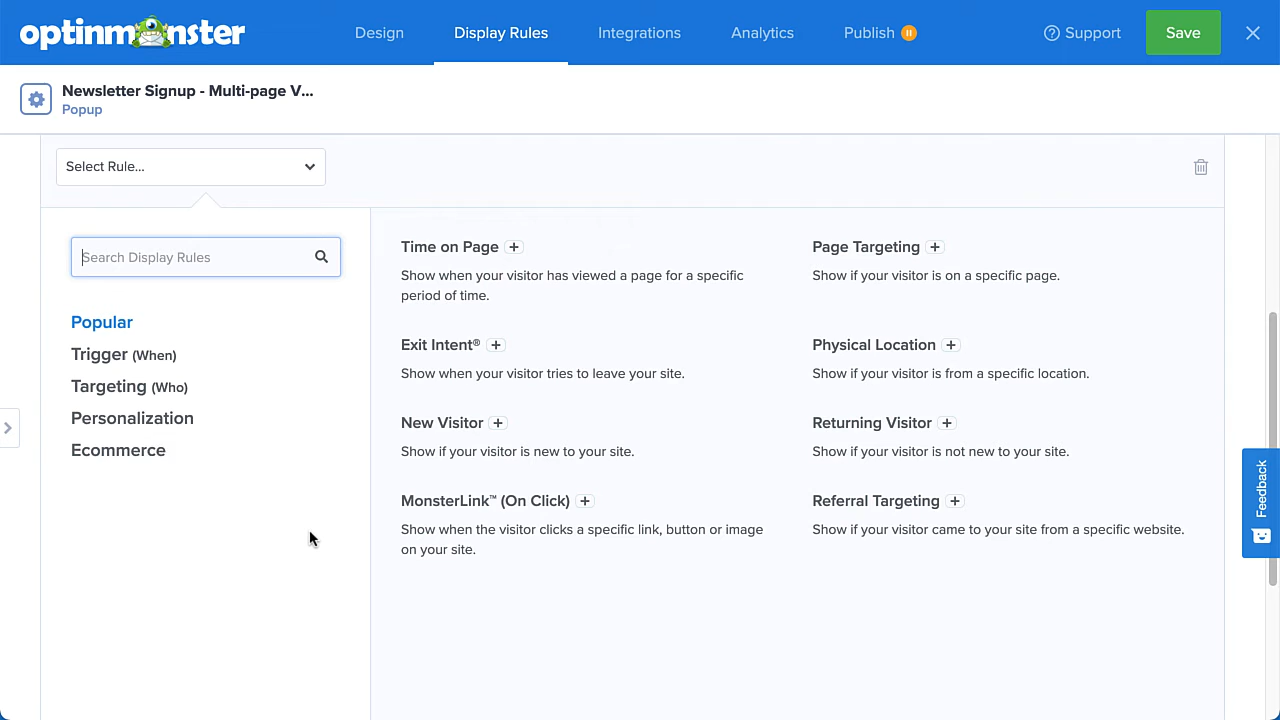 optinmonster
Design
Display Rules
Integrations
Analytics
Publish
Support
Save
Newsletter Signup - Multi-page V...
Popup
Select Rule...
Search Display Rules
Popular
Trigger (When)
Targeting (Who)
Personalization
Ecommerce
Time on Page +
Show when your visitor has viewed a page for a specific
period of time.
Page Targeting +
Show if your visitor is on a specific page.
Exit Intent® +
Show when your visitor tries to leave your site.
Physical Location +
Show if your visitor is from a specific location.
New Visitor +
Show if your visitor is new to your site.
Returning Visitor +
Show if your visitor is not new to your site.
MonsterLink™ (On Click) +
Show when the visitor clicks a specific link, button or image
on your site.
Referral Targeting +
Show if your visitor came to your site from a specific website.
Feedback